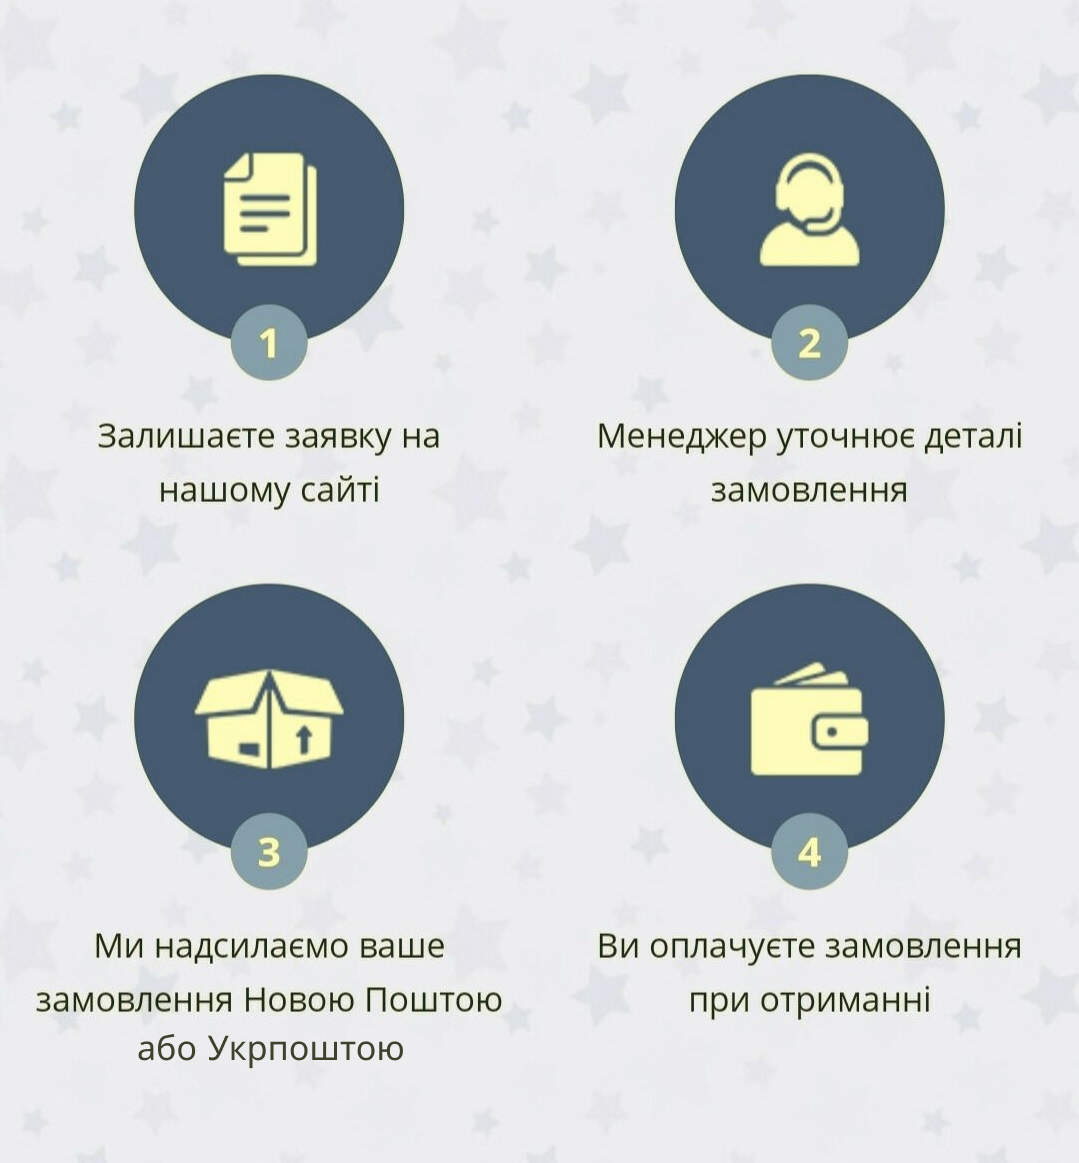 1
Залишаєте заявку на
нашому сайті
2
Менеджер уточнює деталі
замовлення
3
Ми надсилаємо ваше
замовлення Новою Поштою
або Укрпоштою
4
Ви оплачуєте замовлення
при отриманні